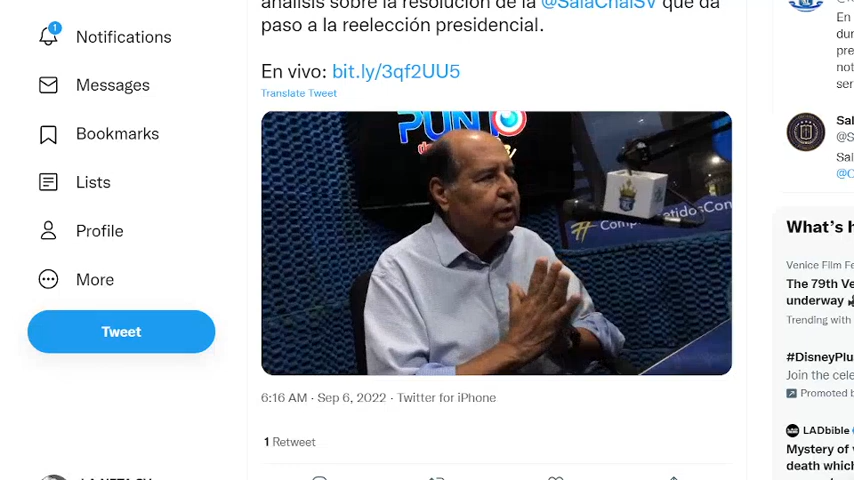 Notifications
Messages
Bookmarks
Lists
Profile
More
Tweet
análisis sobre la resolución de la @SalaCnalSV que da
paso a la reelección presidencial.
En vivo: bit.ly/3qf2UU5
Translate Tweet
PUNTO
6:16 AM · Sep 6, 2022 · Twitter for iPhone
1 Retweet
En
dur
pre
not
ser
Sal
@S
Sal
@C
What's h
Venice Film Fe
The 79th Ve
underway
Trending with
#DisneyPlu
Join the cele
Promoted b
LADbible
Mystery of
death which